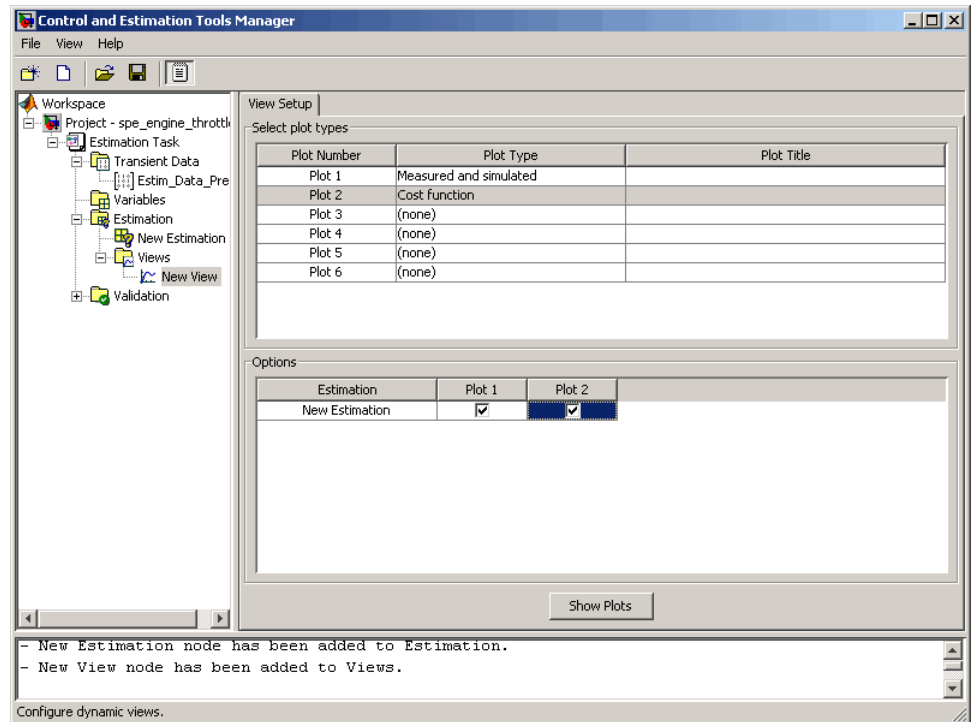 Control and Estimation Tools Manager
File View Help
Workspace
Project - spe_engine_throttl
Estimation Task
Transient Data
Estim_Data_Pre
Variables
Estimation
New Estimation
Views
New View
Validation
View Setup
Select plot types
Plot Number Plot Type Plot Title
Plot 1 Measured and simulated
Plot 2 Cost function
Plot 3 (none)
Plot 4 (none)
Plot 5 (none)
Plot 6 (none)
Options
Estimation Plot 1 Plot 2
New Estimation
Show Plots
- New Estimation node has been added to Estimation.
- New View node has been added to Views.
Configure dynamic views.